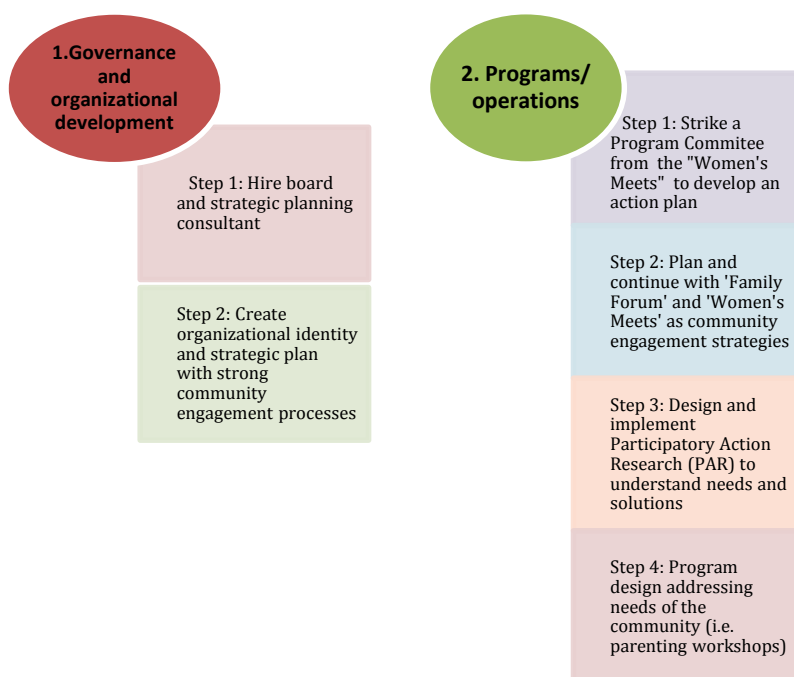 1.Governance
and
organizational
development
Step 1: Hire board
and strategic planning
consultant
Step 2: Create
organizational identity
and strategic plan
with strong
community
engagement processes
2. Programs/
operations
Step 1: Strike a
Program Commitee
from the "Women's
Meets" to develop an
action plan
Step 2: Plan and
continue with 'Family
Forum' and 'Women's
Meets' as community
engagement strategies
Step 3: Design and
implement
Participatory Action
Research (PAR) to
understand needs and
solutions
Step 4: Program
design addressing
needs of the
community (i.e.
parenting workshops)